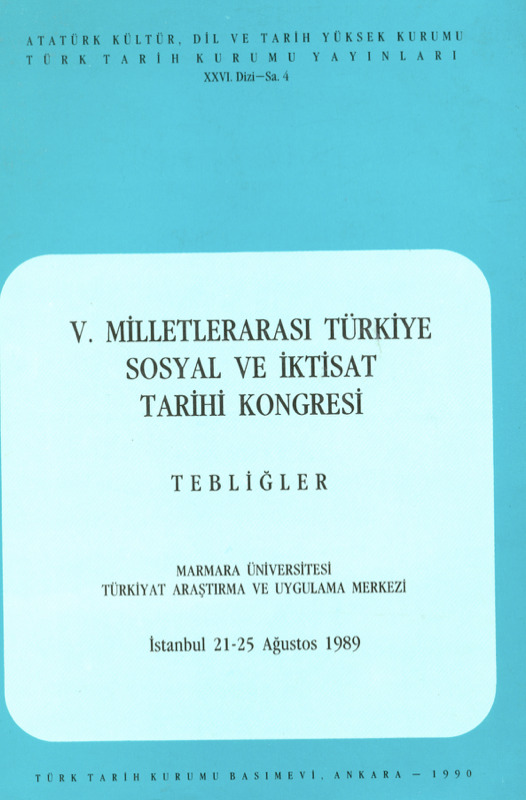 ATATÜRK KÜLTÜR, DİL VE TARİH YÜKSEK KURUMU
TÜRK TARİH KURUMU YAYINLARI
XXVI. Dizi—Sa. 4
V. MİLLETLERARASI TÜRKİYE
SOSYAL VE İKTİSAT
TARİHİ KONGRESİ
TEBLİĞLER
MARMARA ÜNİVERSİTESİ
TÜRKİYAT ARAŞTIRMA VE UYGULAMA MERKEZİ
İstanbul 21-25 Ağustos 1989
TÜRK TARİH KURUMU BASIMEVİ, ANKARA — 1990